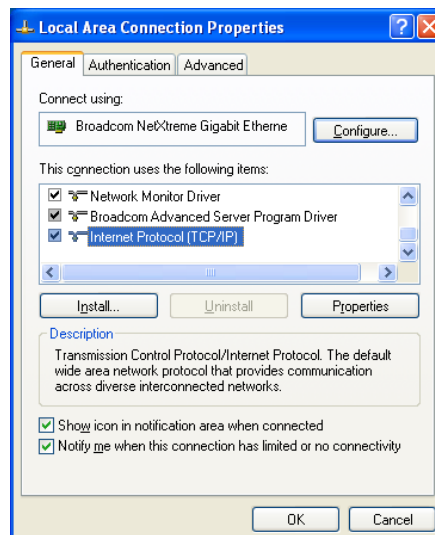 Local Area Connection Properties
General
Authentication
Advanced
Connect using:
Broadcom NetXtreme Gigabit Etherne
Configure...
This connection uses the following items:
Network Monitor Driver
Broadcom Advanced Server Program Driver
Internet Protocol (TCP/IP)
Install...
Uninstall
Properties
Description
Transmission Control Protocol/Internet Protocol. The default
wide area network protocol that provides communication
across diverse interconnected networks.
Show icon in notification area when connected
Notify me when this connection has limited or no connectivity
OK
Cancel